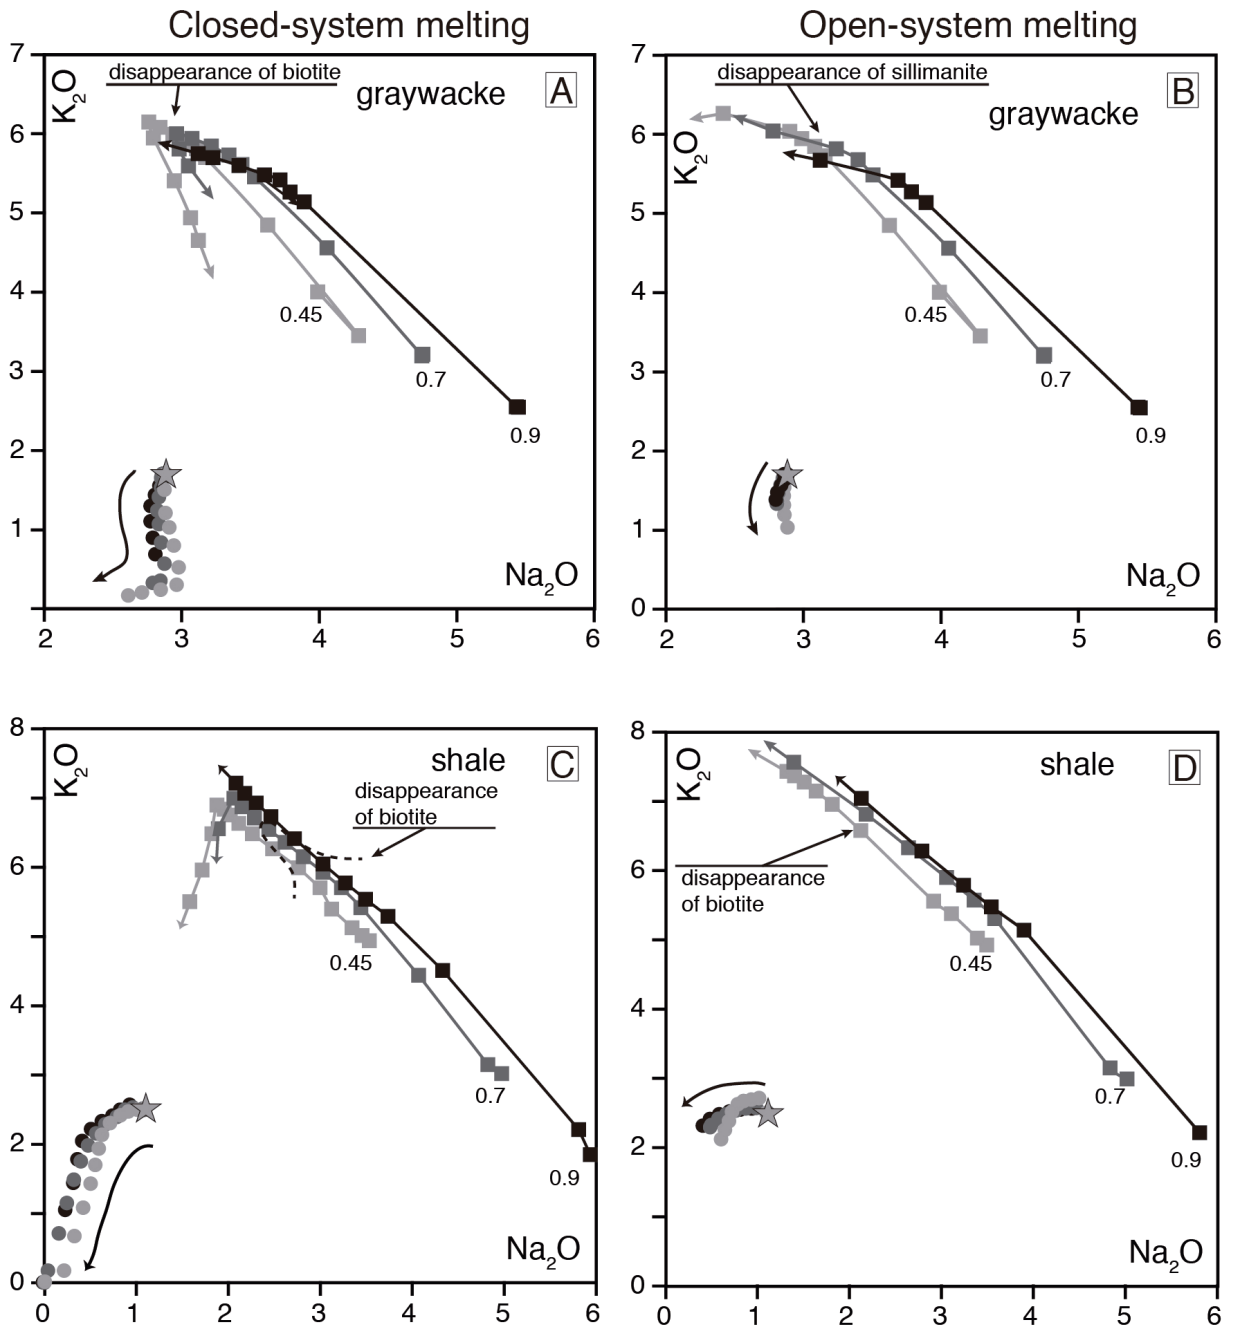 Closed-system melting
Open-system melting
7
6
5
4
3
2
1
K2O
disappearance of biotite
graywacke
A
0.45
0.7
0.9
Na2O
2 3 4 5 6
7
6
5
4
3
2
1
0
K2O
disappearance of sillimanite
graywacke
B
0.45
0.7
0.9
Na2O
2 3 4 5 6
8
6
4
2
0
K2O
shale
C
disappearance
of biotite
0.45
0.7
0.9
Na2O
0 1 2 3 4 5 6
8
6
4
2
0
K2O
shale
D
disappearance
of biotite
0.45
0.7
0.9
Na2O
0 1 2 3 4 5 6